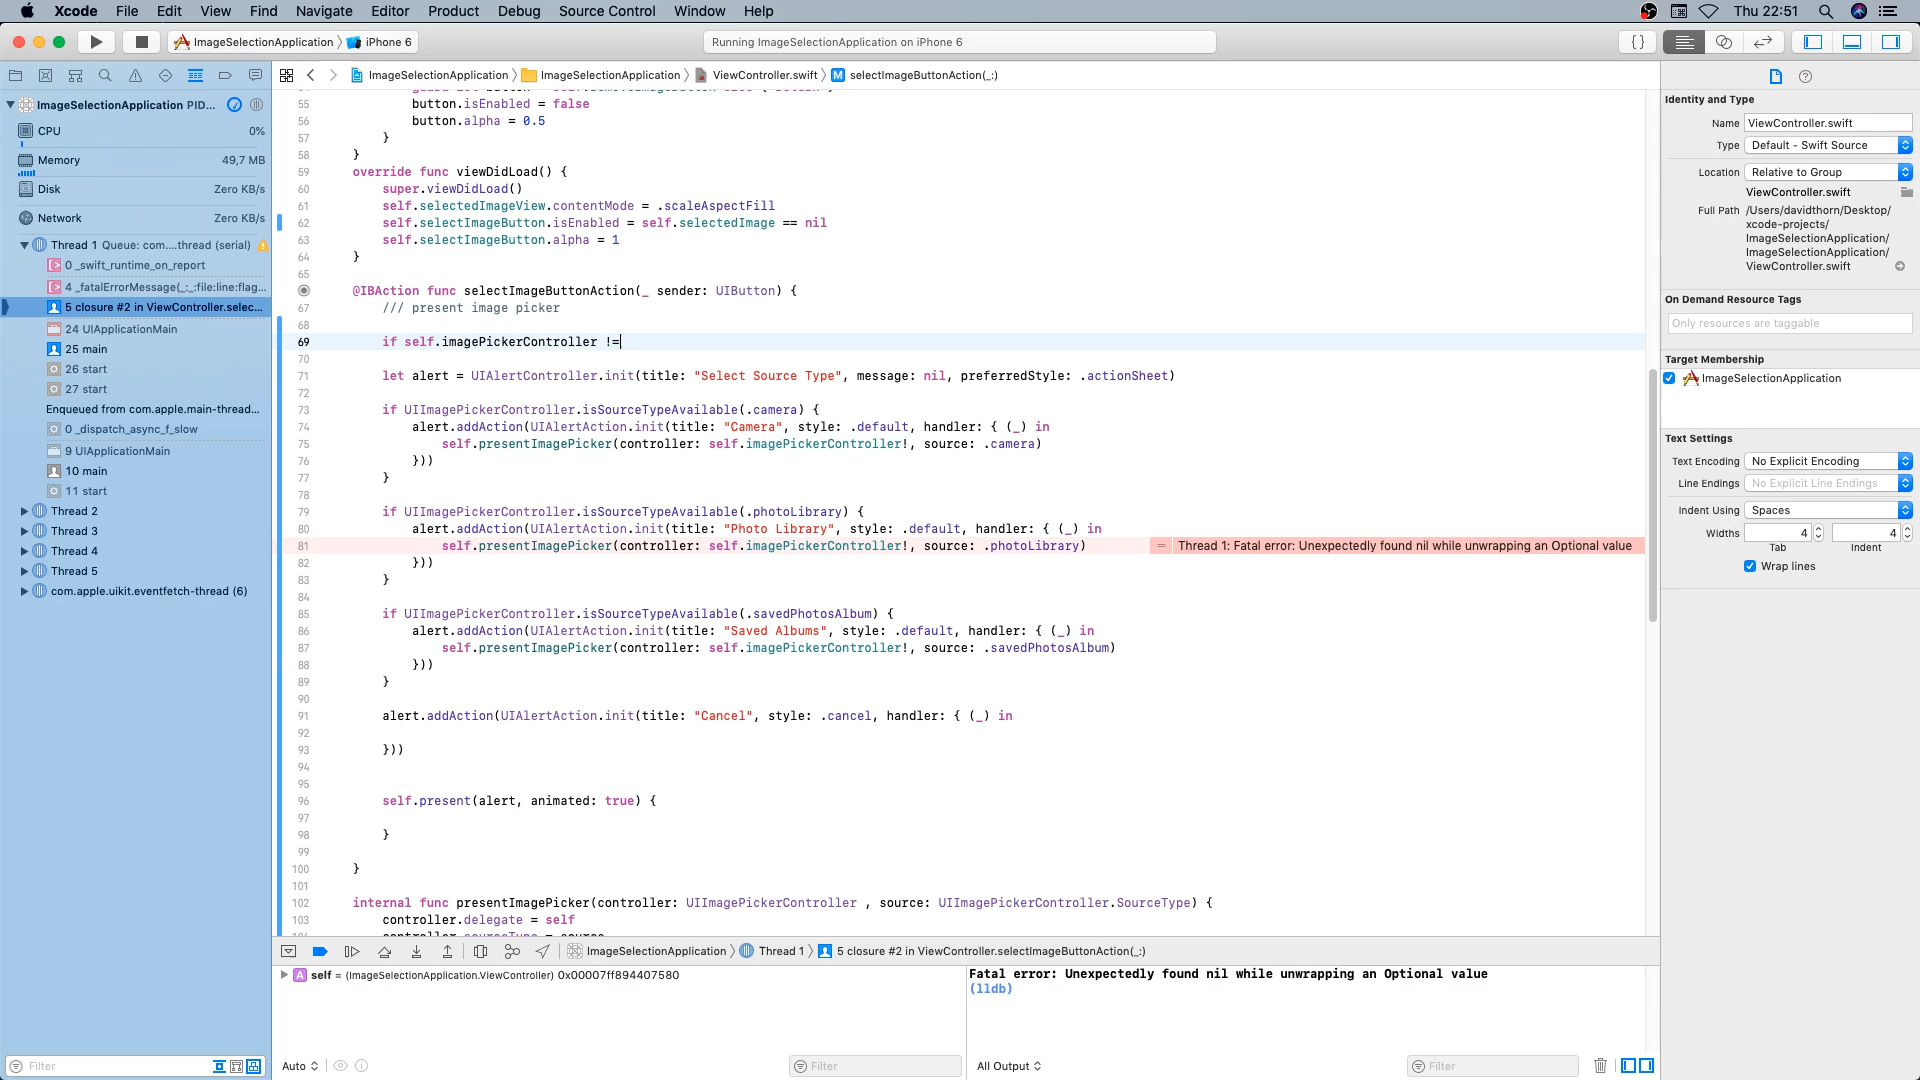 Xcode File Edit View Find Navigate Editor Product Debug Source Control Window Help Thu 22:51
ImageSelectionApplication iPhone 6 Running ImageSelectionApplication on iPhone 6 {}
ImageSelectionApplication ImageSelectionApplication ViewController.swift M selectImageButtonAction(_:)
ImageSelectionApplication PID...
CPU 0%
Memory 49,7 MB
Disk Zero KB/s
Network Zero KB/s
Thread 1 Queue: com....thread (serial)
0 _swift_runtime_on_report
4 _fatalErrorMessage(_:_:file:line:flag...
5 closure #2 in ViewController.selec...
24 UIApplicationMain
25 main
26 start
27 start
Enqueued from com.apple.main-thread...
0 _dispatch_async_f_slow
9 UIApplicationMain
10 main
11 start
Thread 2
Thread 3
Thread 4
Thread 5
com.apple.uikit.eventfetch-thread (6)
Filter
55 button.isEnabled = false
56 button.alpha = 0.5
57 }
58 }
59 override func viewDidLoad() {
60 super.viewDidLoad()
61 self.selectedImageView.contentMode = .scaleAspectFill
62 self.selectImageButton.isEnabled = self.selectedImage == nil
63 self.selectImageButton.alpha = 1
64 }
65
@IBAction func selectImageButtonAction(_ sender: UIButton) {
67 /// present image picker
68
69 if self.imagePickerController !=
70
71 let alert = UIAlertController.init(title: "Select Source Type", message: nil, preferredStyle: .actionSheet)
72
73 if UIImagePickerController.isSourceTypeAvailable(.camera) {
74 alert.addAction(UIAlertAction.init(title: "Camera", style: .default, handler: { (_) in
75 self.presentImagePicker(controller: self.imagePickerController!, source: .camera)
76 }))
77 }
78
79 if UIImagePickerController.isSourceTypeAvailable(.photoLibrary) {
80 alert.addAction(UIAlertAction.init(title: "Photo Library", style: .default, handler: { (_) in
81 self.presentImagePicker(controller: self.imagePickerController!, source: .photoLibrary) = Thread 1: Fatal error: Unexpectedly found nil while unwrapping an Optional value
82 }))
83 }
84
85 if UIImagePickerController.isSourceTypeAvailable(.savedPhotosAlbum) {
86 alert.addAction(UIAlertAction.init(title: "Saved Albums", style: .default, handler: { (_) in
87 self.presentImagePicker(controller: self.imagePickerController!, source: .savedPhotosAlbum)
88 }))
89 }
90
91 alert.addAction(UIAlertAction.init(title: "Cancel", style: .cancel, handler: { (_) in
92
93 }))
94
95
96 self.present(alert, animated: true) {
97
98 }
99
100 }
101
102 internal func presentImagePicker(controller: UIImagePickerController , source: UIImagePickerController.SourceType) {
103 controller.delegate = self
ImageSelectionApplication Thread 1 5 closure #2 in ViewController.selectImageButtonAction(_:)
A self = (ImageSelectionApplication.ViewController) 0x00007ff894407580
Auto Filter
Fatal error: Unexpectedly found nil while unwrapping an Optional value
(lldb)
All Output Filter
Identity and Type
Name ViewController.swift
Type Default - Swift Source
Location Relative to Group
ViewController.swift
Full Path /Users/davidthorn/Desktop/
xcode-projects/
ImageSelectionApplication/
ImageSelectionApplication/
ViewController.swift
On Demand Resource Tags
Only resources are taggable
Target Membership
ImageSelectionApplication
Text Settings
Text Encoding No Explicit Encoding
Line Endings No Explicit Line Endings
Indent Using Spaces
Widths 4 4
Tab Indent
Wrap lines